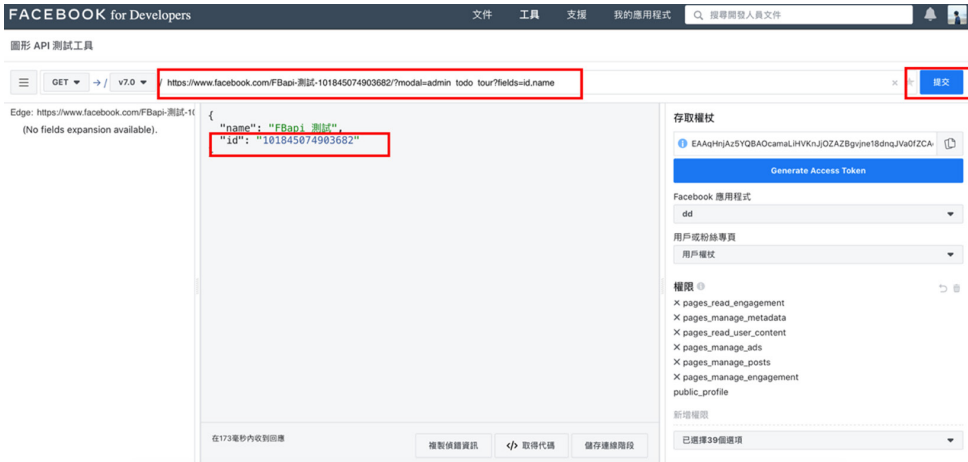 FACEBOOK for Developers
文件 工具 支援 我的應用程式 搜尋開發人員文件
圖形 API 測試工具
GET → / v7.0 / https://www.facebook.com/FBapi-測試-101845074903682/?modal=admin_todo_tour?fields=id,name × 提交
Edge: https://www.facebook.com/FBapi-測試-10
(No fields expansion available).
{
"name": "FBapi 測試",
"id": "101845074903682"
在173毫秒內收到回應
複製偵錯資訊 </> 取得代碼 儲存連線階段
存取權杖
Generate Access Token
Facebook 應用程式
dd
用戶或粉絲專頁
用戶權杖
權限
× pages_read_engagement
× pages_manage_metadata
× pages_read_user_content
× pages_manage_ads
× pages_manage_posts
× pages_manage_engagement
public_profile
新增權限
已選擇39個選項